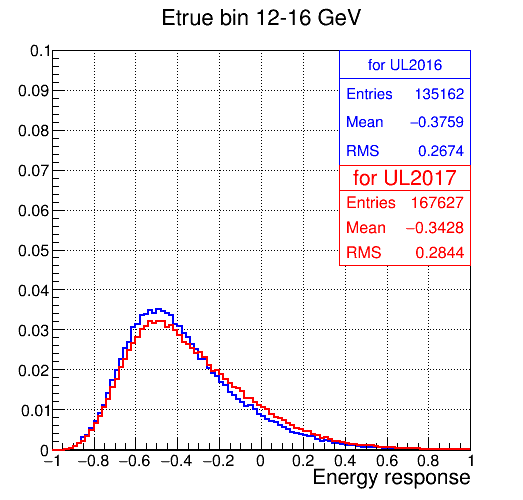 Etrue bin 12-16 GeV
for UL2016
Entries 135162
Mean −0.3759
RMS 0.2674
for UL2017
Entries 167627
Mean −0.3428
RMS 0.2844
0.1
0.09
0.08
0.07
0.06
0.05
0.04
0.03
0.02
0.01
0
−1 −0.8 −0.6 −0.4 −0.2 0 0.2 0.4 0.6 0.8 1
Energy response